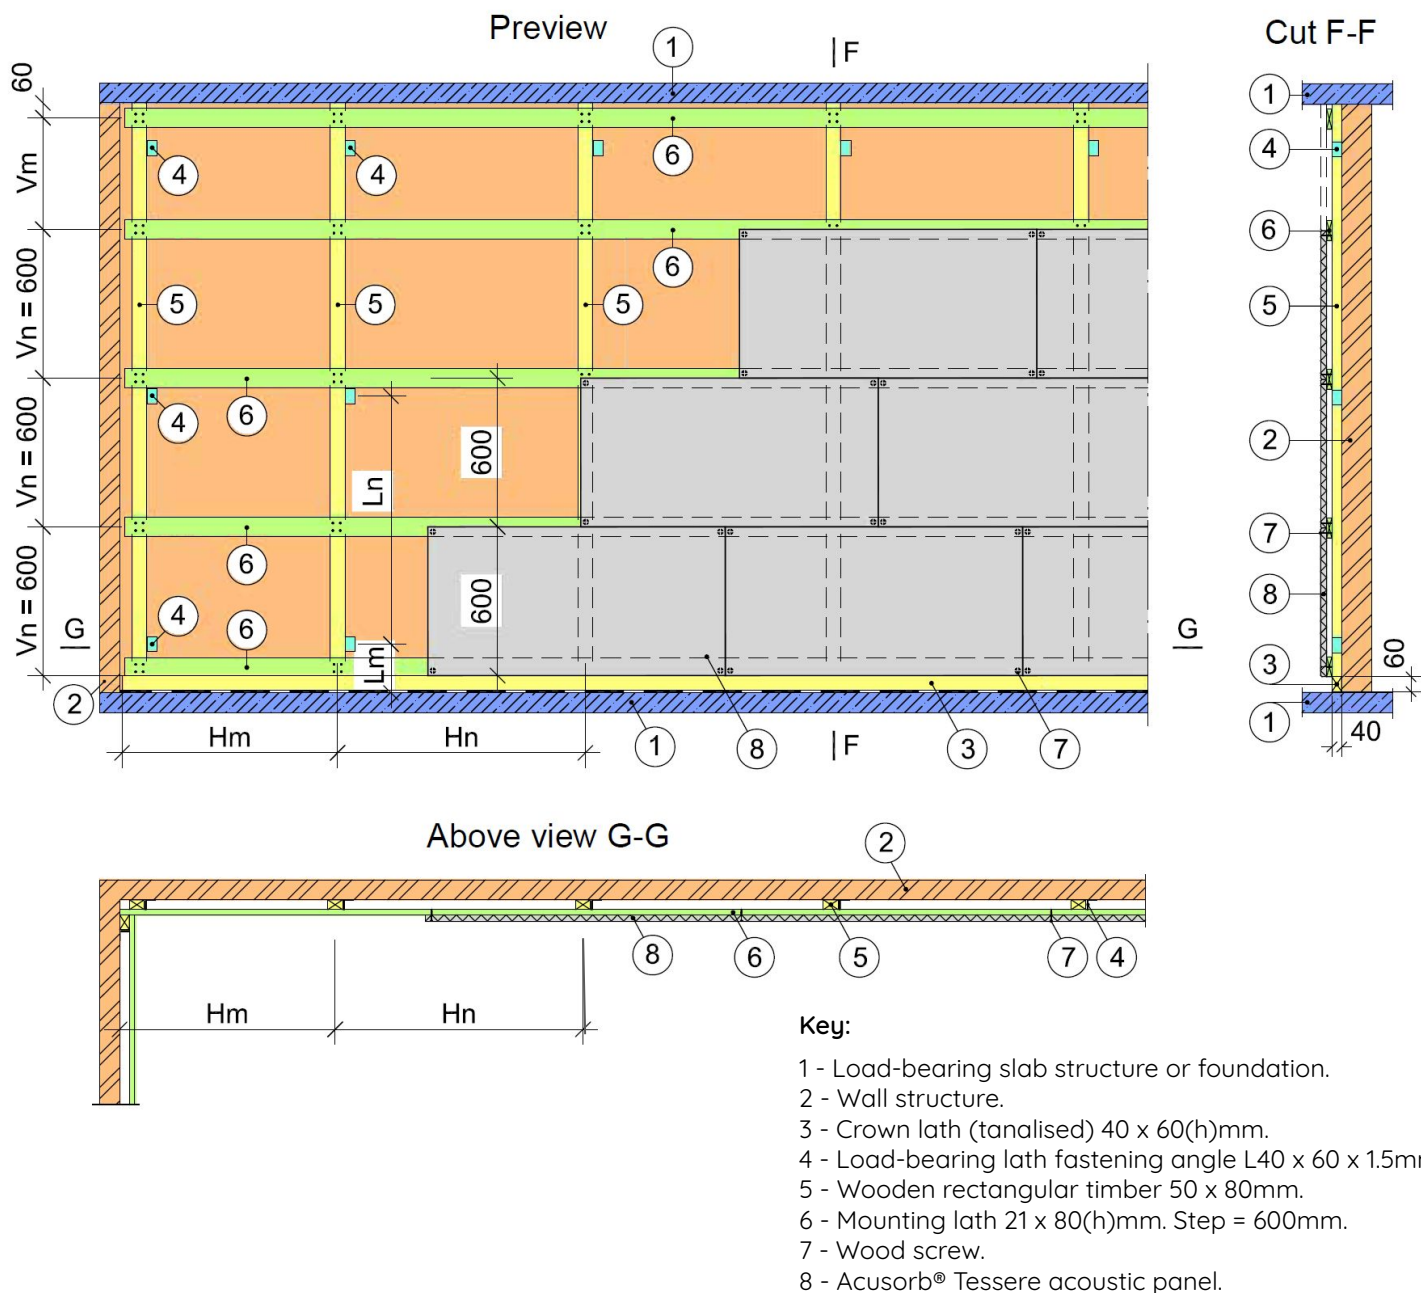 Preview
F
Cut F-F
1
60
1
4
4
4
6
Vm
6
6
5
5
5
5
Vn = 600
4
6
2
Vn = 600
Ln
600
7
6
8
4
6
Vn = 600
600
G
G
Lm
3
60
2
1
8
F
3
7
1
40
Hm
Hn
Above view G-G
2
8
6
5
7
4
Hm
Hn
Key:
1 - Load-bearing slab structure or foundation.
2 - Wall structure.
3 - Crown lath (tanalised) 40 x 60(h)mm.
4 - Load-bearing lath fastening angle L40 x 60 x 1.5m
5 - Wooden rectangular timber 50 x 80mm.
6 - Mounting lath 21 x 80(h)mm. Step = 600mm.
7 - Wood screw.
8 - Acusorb® Tessere acoustic panel.